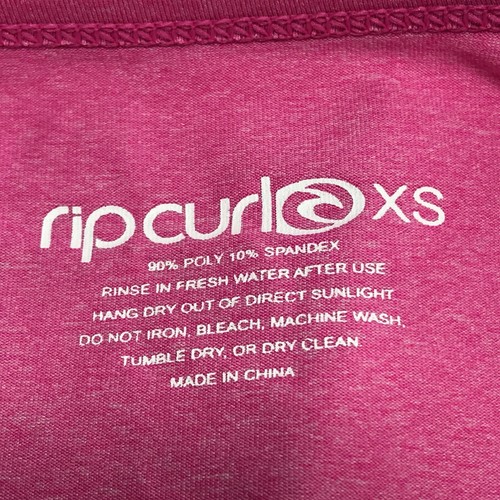 rip curl XS
90% POLY 10% SPANDEX
RINSE IN FRESH WATER AFTER USE
HANG DRY OUT OF DIRECT SUNLIGHT
DO NOT IRON, BLEACH, MACHINE WASH,
TUMBLE DRY, OR DRY CLEAN
MADE IN CHINA